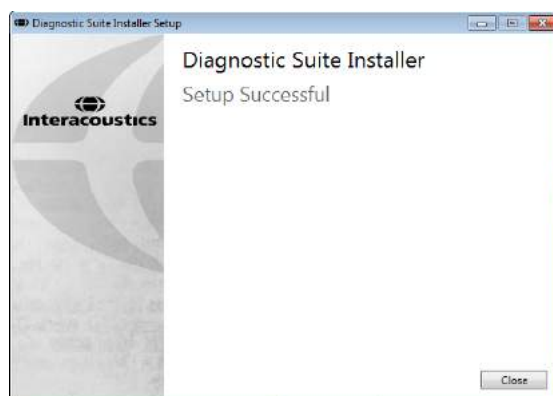 Diagnostic Suite Installer Setup
Diagnostic Suite Installer
Setup Successful
Interacoustics
Close